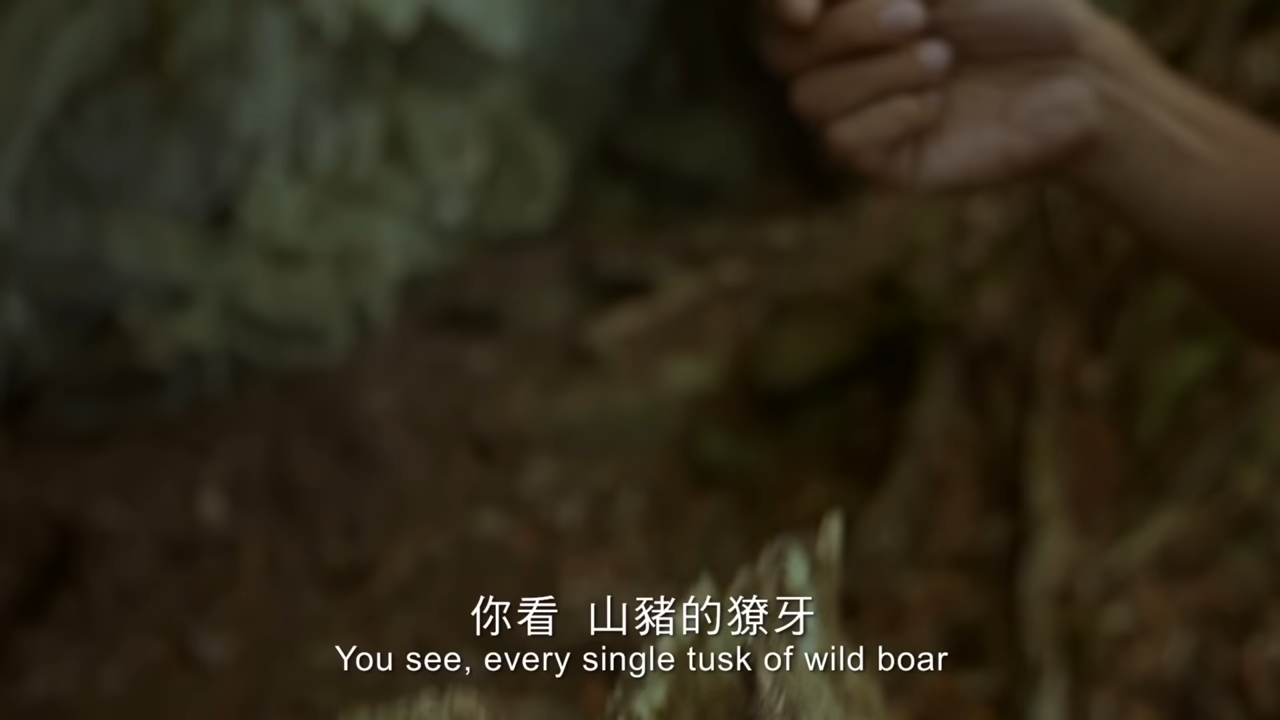 你看 山豬的獠牙
You see, every single tusk of wild boar